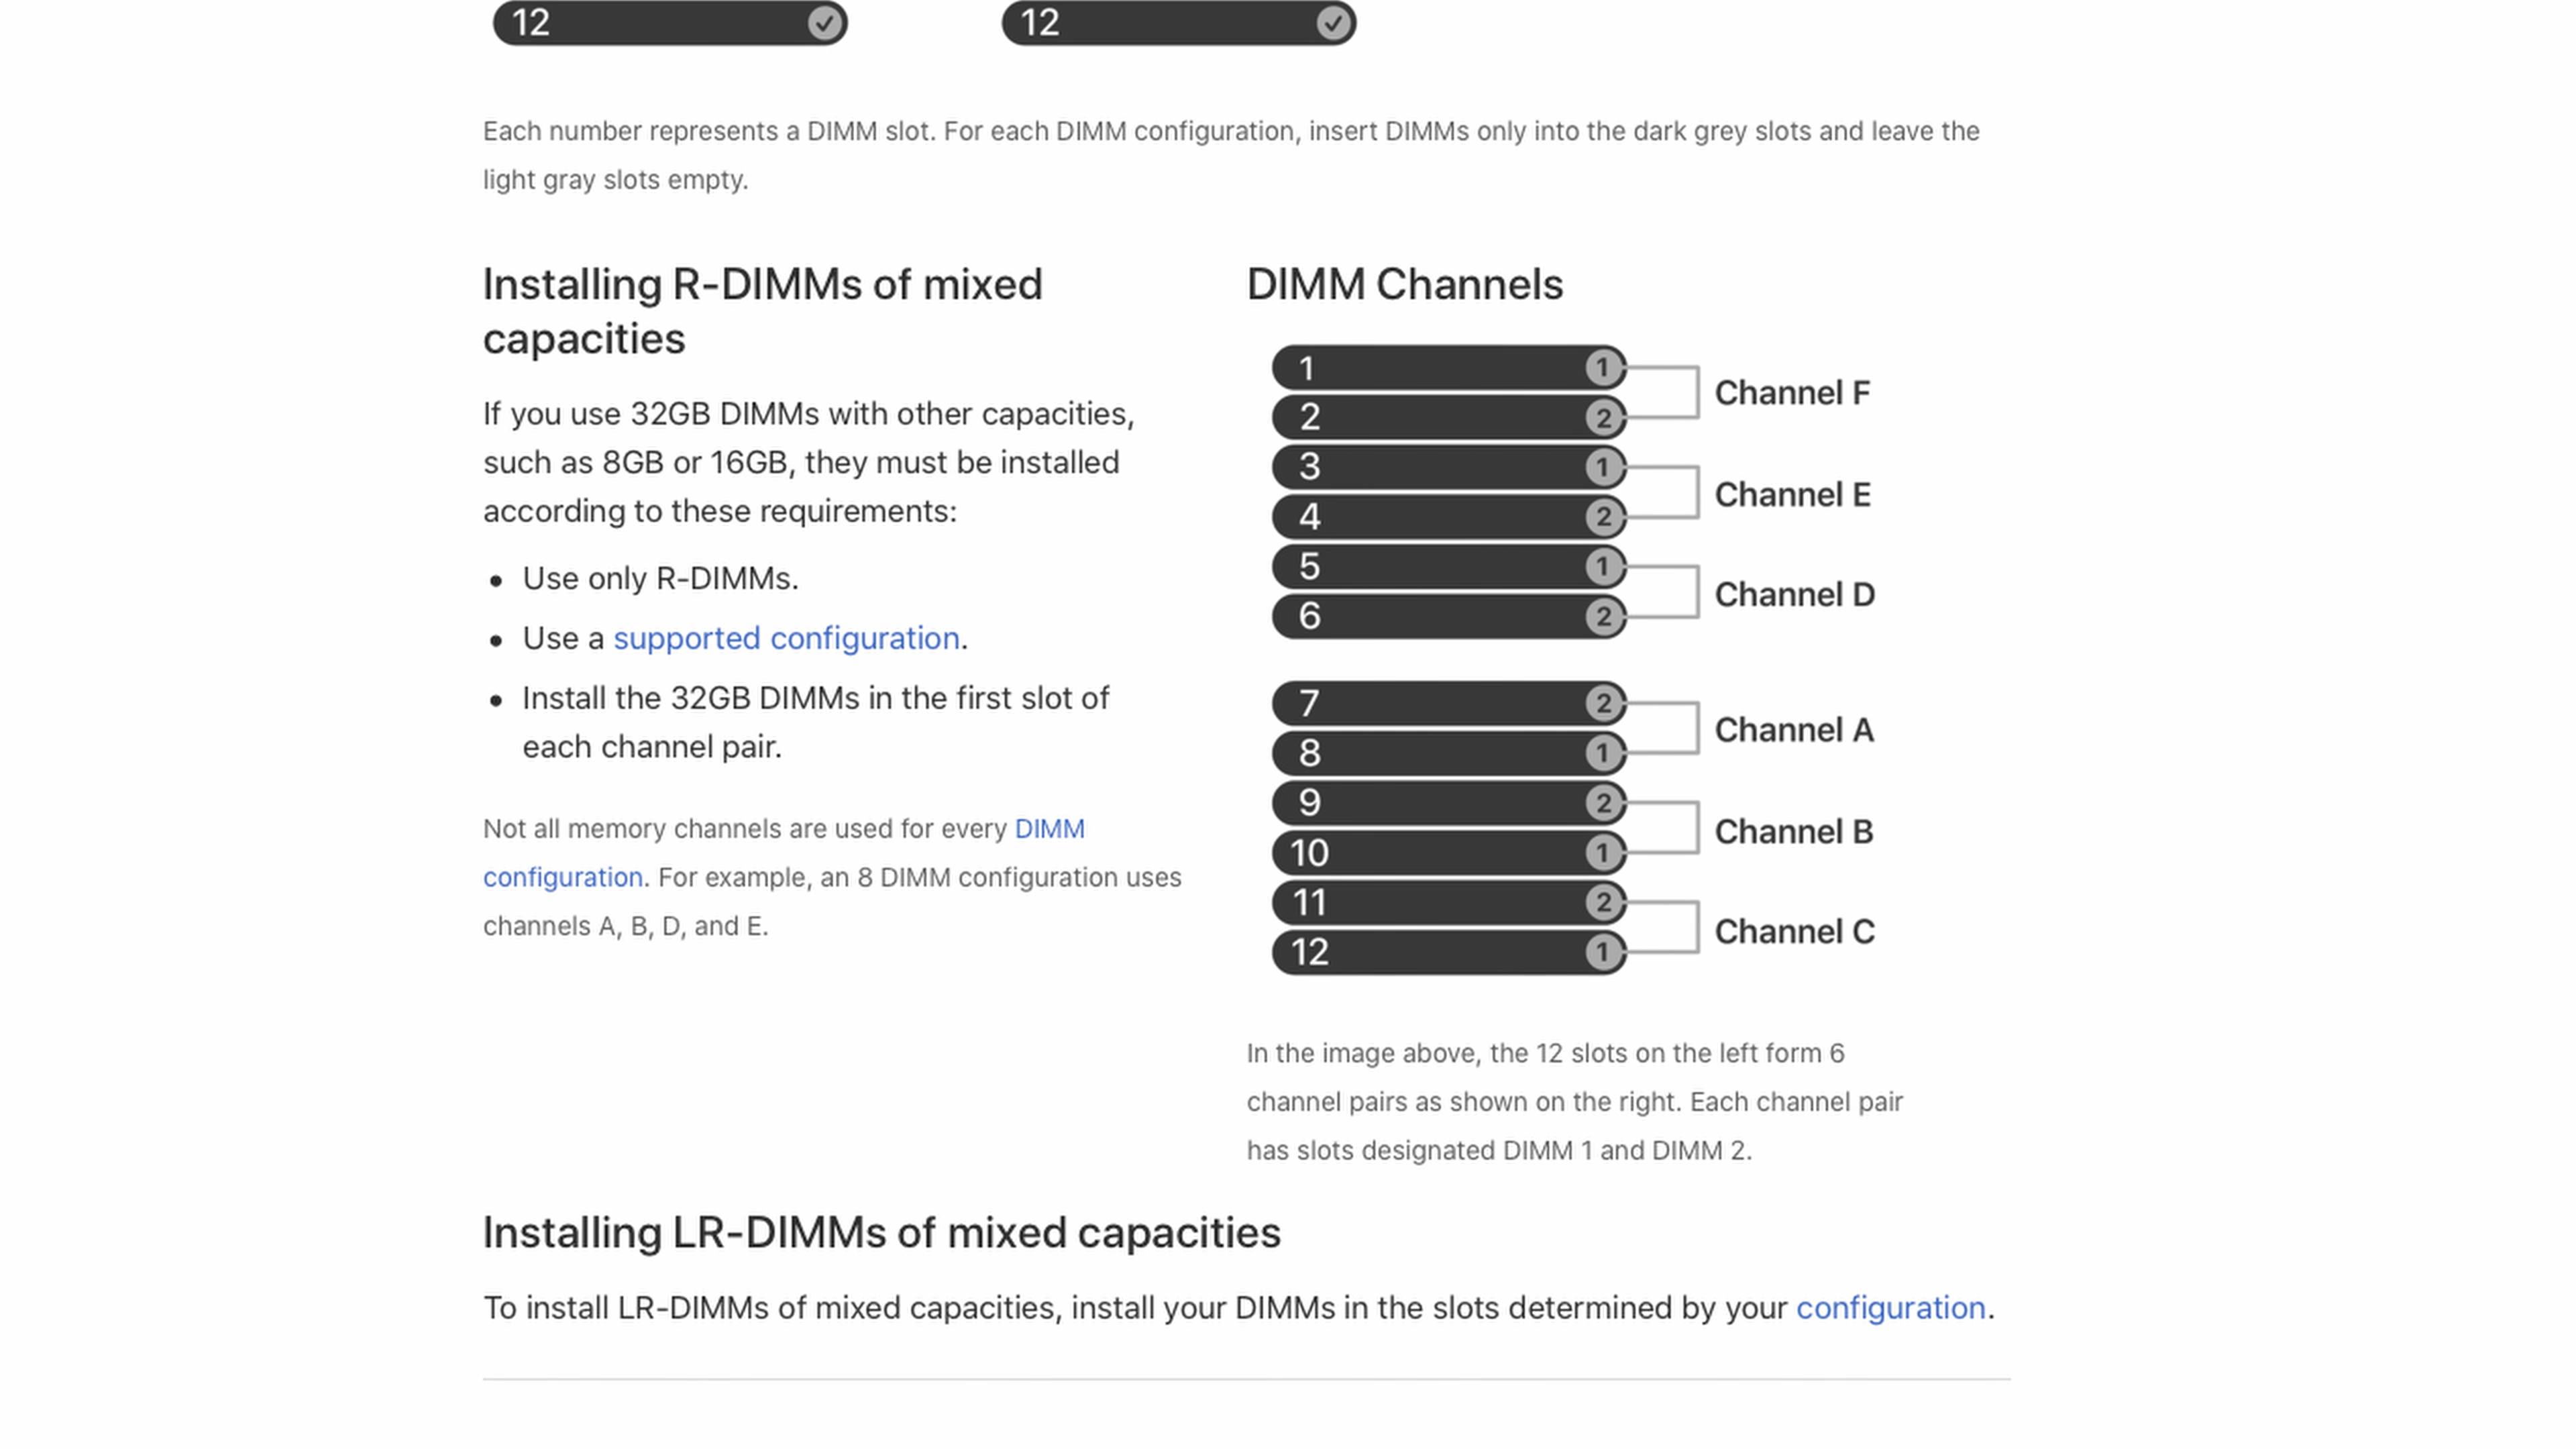 12
12
Each number represents a DIMM slot. For each DIMM configuration, insert DIMMs only into the dark grey slots and leave the
light gray slots empty.
Installing R-DIMMs of mixed
capacities
If you use 32GB DIMMs with other capacities,
such as 8GB or 16GB, they must be installed
according to these requirements:
• Use only R-DIMMs.
• Use a supported configuration.
• Install the 32GB DIMMs in the first slot of
each channel pair.
Not all memory channels are used for every DIMM
configuration. For example, an 8 DIMM configuration uses
channels A, B, D, and E.
DIMM Channels
1 1
Channel F
2 2
3 1
Channel E
4 2
5 1
Channel D
6 2
7 2
Channel A
8 1
9 2
Channel B
10 1
11 2
Channel C
12 1
In the image above, the 12 slots on the left form 6
channel pairs as shown on the right. Each channel pair
has slots designated DIMM 1 and DIMM 2.
Installing LR-DIMMs of mixed capacities
To install LR-DIMMs of mixed capacities, install your DIMMs in the slots determined by your configuration.